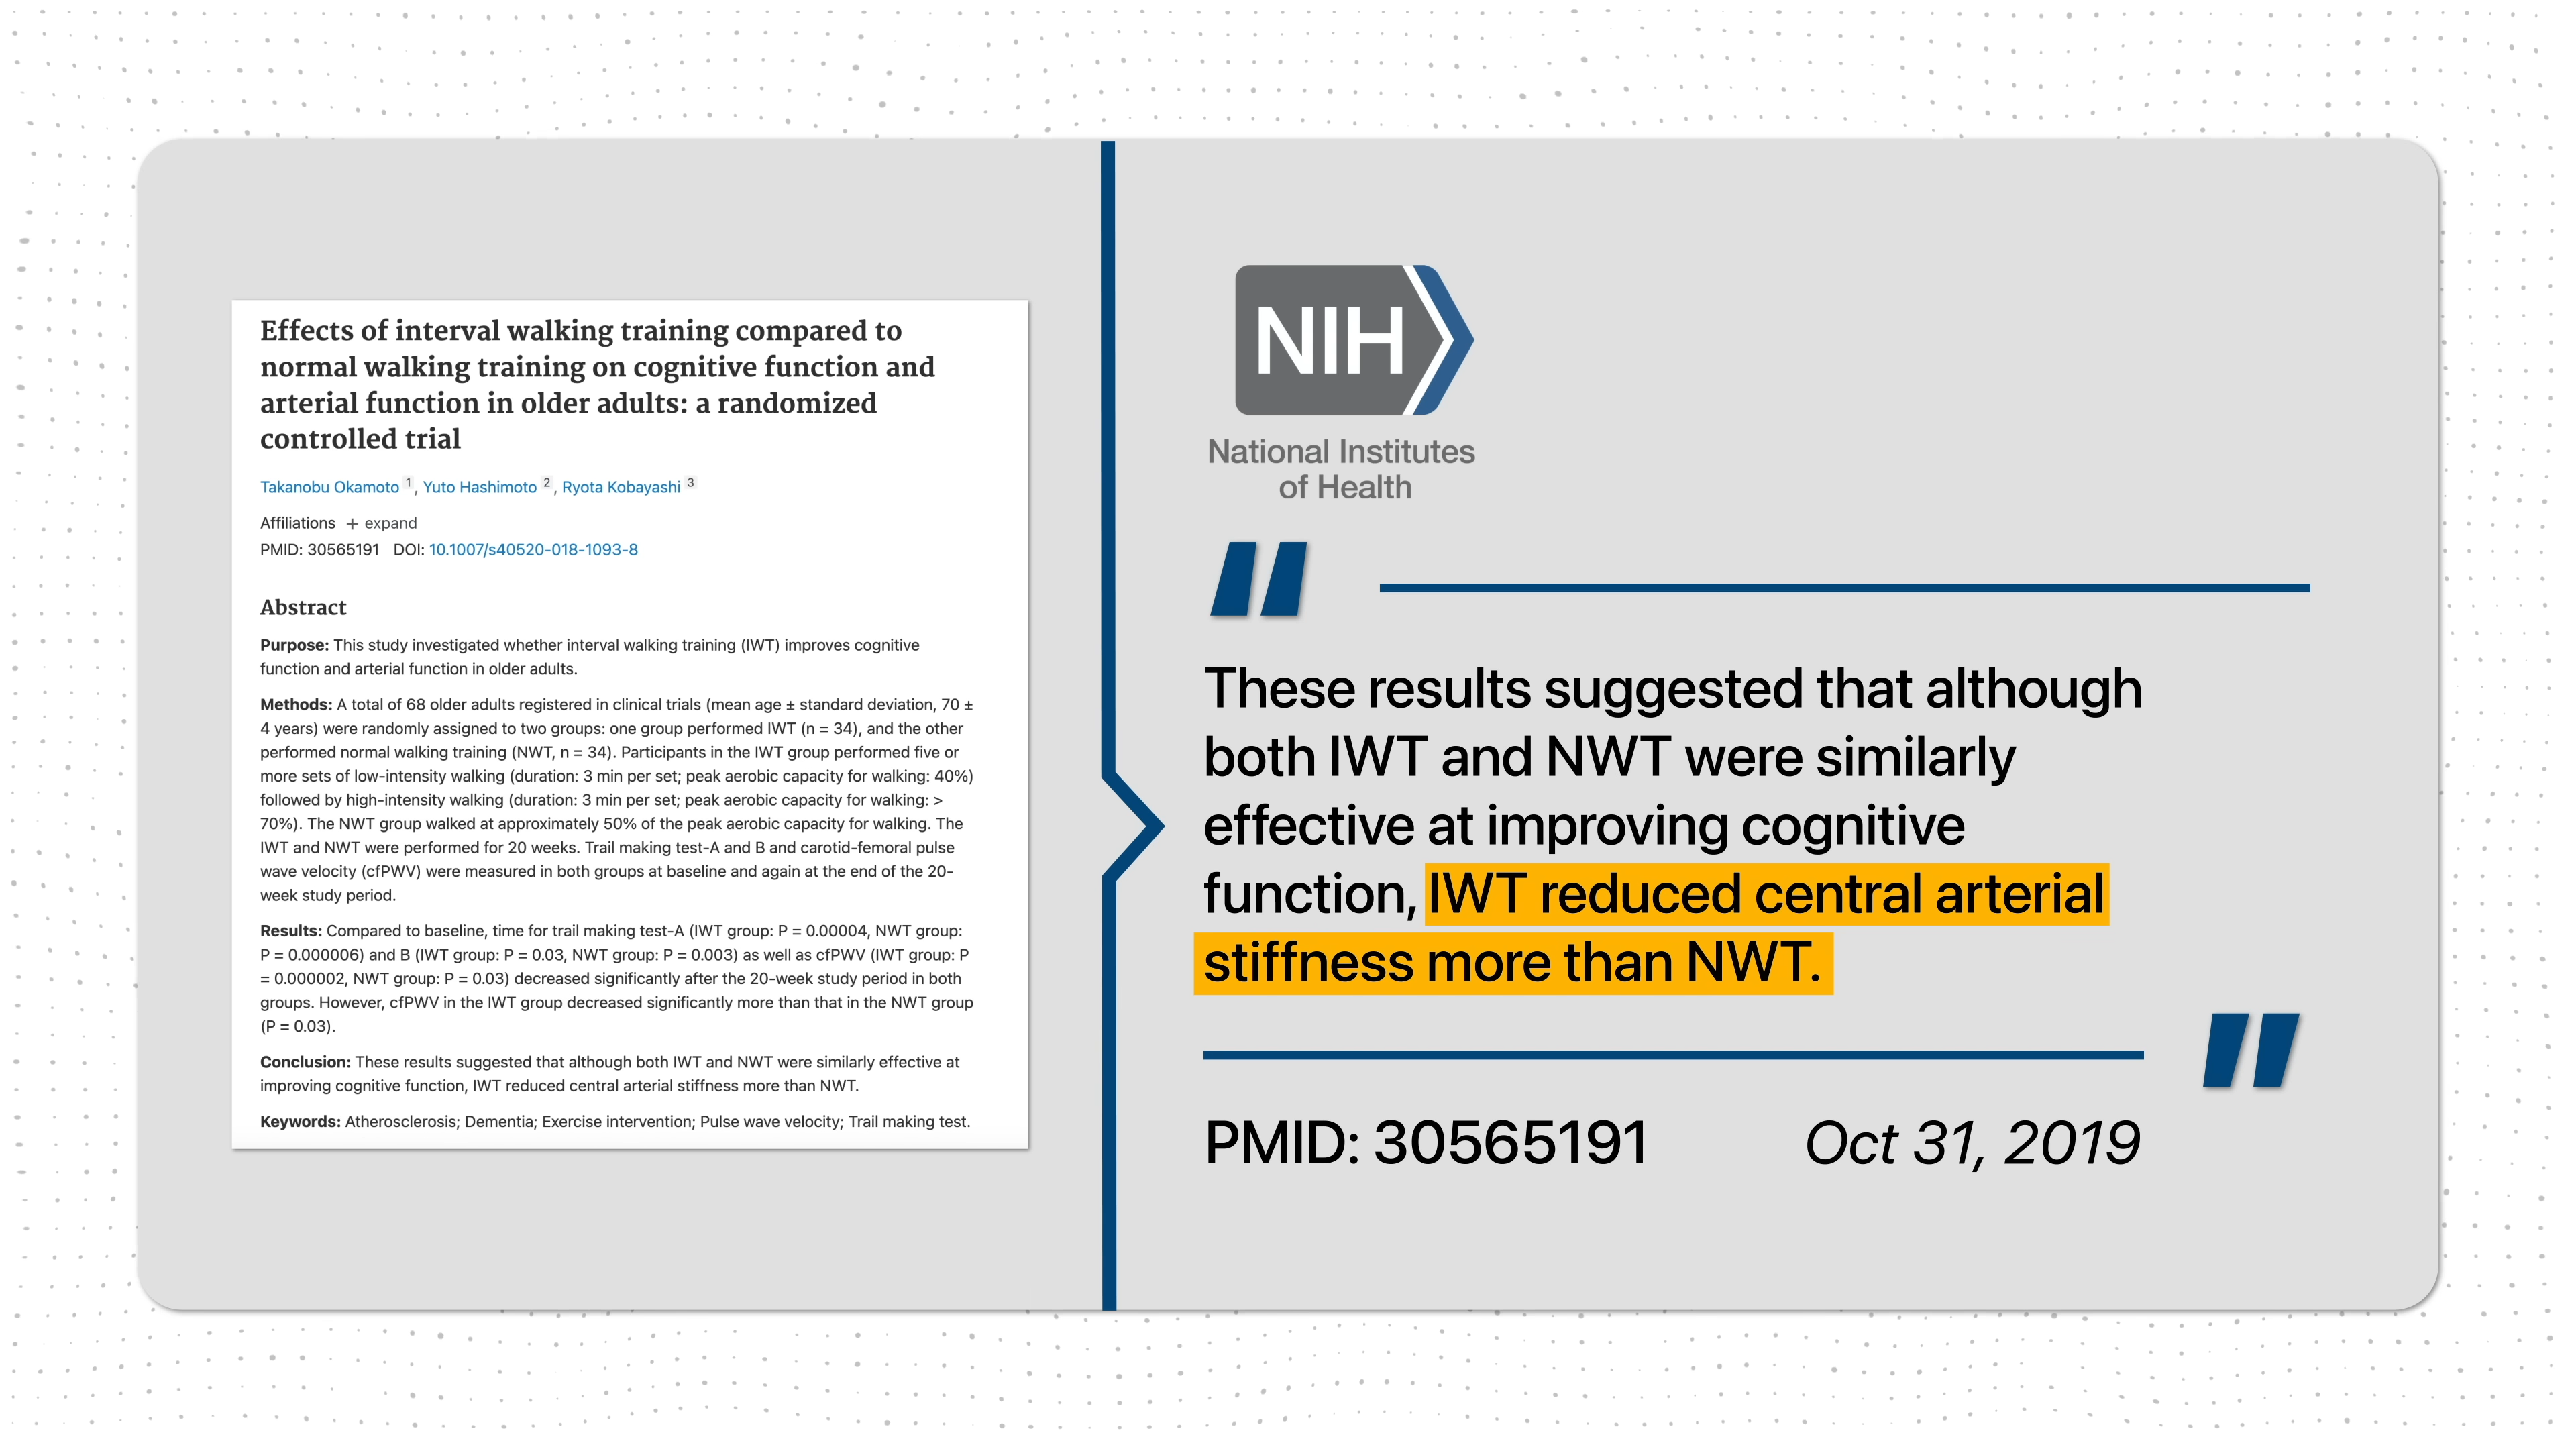 Effects of interval walking training compared to
normal walking training on cognitive function and
arterial function in older adults: a randomized
controlled trial
Takanobu Okamoto 1, Yuto Hashimoto 2, Ryota Kobayashi 3
Affiliations + expand
PMID: 30565191 DOI: 10.1007/s40520-018-1093-8
Abstract
Purpose: This study investigated whether interval walking training (IWT) improves cognitive
function and arterial function in older adults.
Methods: A total of 68 older adults registered in clinical trials (mean age ± standard deviation, 70 ±
4 years) were randomly assigned to two groups: one group performed IWT (n = 34), and the other
performed normal walking training (NWT, n = 34). Participants in the IWT group performed five or
more sets of low-intensity walking (duration: 3 min per set; peak aerobic capacity for walking: 40%)
followed by high-intensity walking (duration: 3 min per set; peak aerobic capacity for walking: >
70%). The NWT group walked at approximately 50% of the peak aerobic capacity for walking. The
IWT and NWT were performed for 20 weeks. Trail making test-A and B and carotid-femoral pulse
wave velocity (cfPWV) were measured in both groups at baseline and again at the end of the 20-
week study period.
Results: Compared to baseline, time for trail making test-A (IWT group: P = 0.00004, NWT group:
P = 0.000006) and B (IWT group: P = 0.03, NWT group: P = 0.003) as well as cfPWV (IWT group: P
= 0.000002, NWT group: P = 0.03) decreased significantly after the 20-week study period in both
groups. However, cfPWV in the IWT group decreased significantly more than that in the NWT group
(P = 0.03).
Conclusion: These results suggested that although both IWT and NWT were similarly effective at
improving cognitive function, IWT reduced central arterial stiffness more than NWT.
Keywords: Atherosclerosis; Dementia; Exercise intervention; Pulse wave velocity; Trail making test.
NIH
National Institutes
of Health
"
These results suggested that although
both IWT and NWT were similarly
effective at improving cognitive
function, IWT reduced central arterial
stiffness more than NWT.
"
PMID: 30565191 Oct 31, 2019